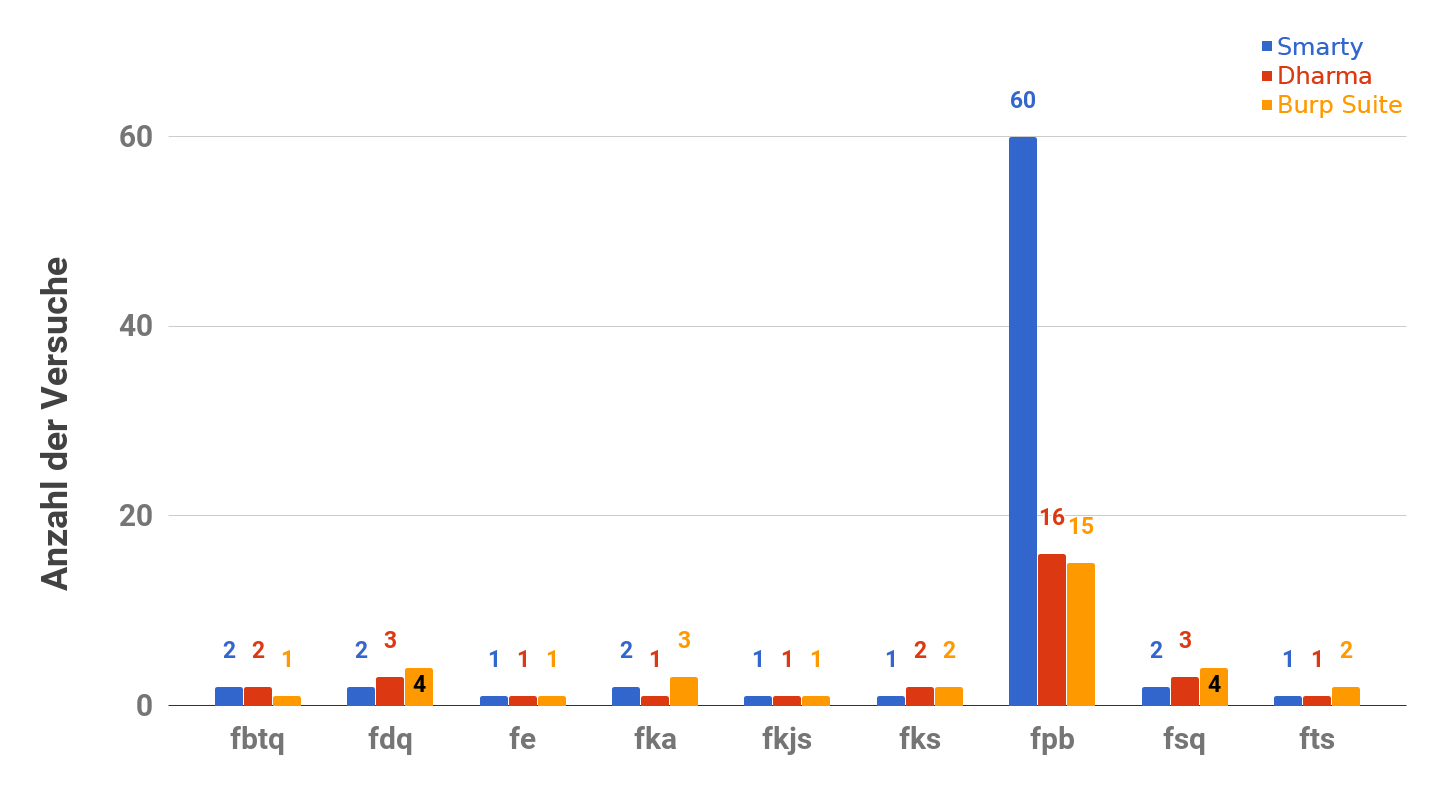 Smarty
Dharma
Burp Suite
Anzahl der Versuche
60
40
20
0
2 2 1
2 3 4
1 1 1
2 1 3
1 1 1
1 2 2
60 16 15
2 3 4
1 1 2
fbtq fdq fe fka fkjs fks fpb fsq fts